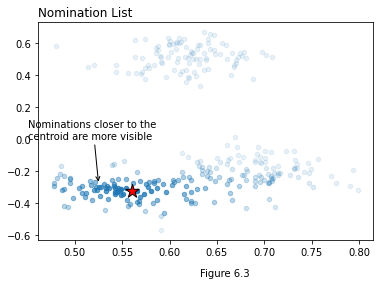 Nomination List
0.6
0.4
0.2
0.0
−0.2
−0.4
−0.6
Nominations closer to the
centroid are more visible
0.50 0.55 0.60 0.65 0.70 0.75 0.80
Figure 6.3